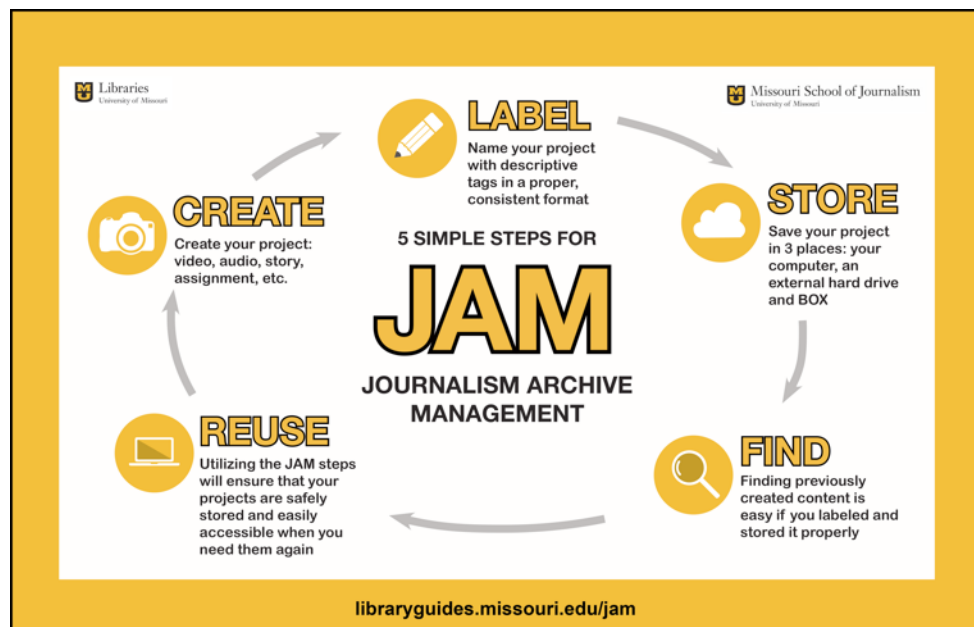 Libraries
University of Missouri
Missouri School of Journalism
University of Missouri
LABEL
Name your project
with descriptive
tags in a proper,
consistent format
STORE
Save your project
in 3 places: your
computer, an
external hard drive
and BOX
CREATE
Create your project:
video, audio, story,
assignment, etc.
5 SIMPLE STEPS FOR
JAM
JOURNALISM ARCHIVE
MANAGEMENT
REUSE
Utilizing the JAM steps
will ensure that your
projects are safely
stored and easily
accessible when you
need them again
FIND
Finding previously
created content is
easy if you labeled and
stored it properly
libraryguides.missouri.edu/jam